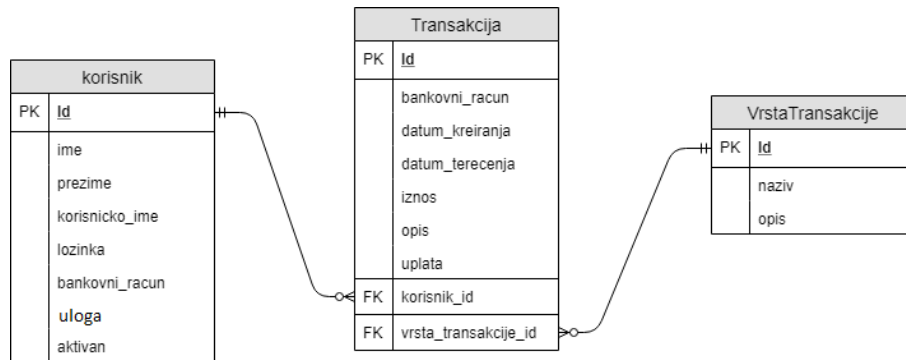 korisnik
PK Id
ime
prezime
korisnicko_ime
lozinka
bankovni_racun
uloga
aktivan
Transakcija
PK Id
bankovni_racun
datum_kreiranja
datum_terecenja
iznos
opis
uplata
FK korisnik_id
FK vrsta_transakcije_id
VrstaTransakcije
PK Id
naziv
opis